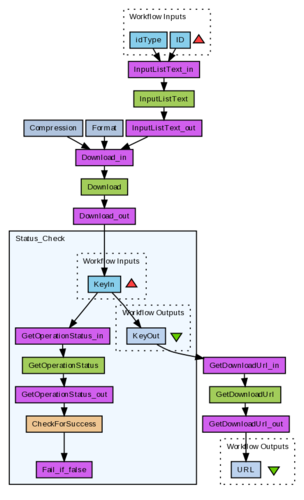 Workflow Inputs
idType ID
InputListText_in
InputListText
Compression Format InputListText_out
Download_in
Download
Download_out
Status_Check
Workflow Inputs
KeyIn
Workflow Outputs
GetOperationStatus_in KeyOut
GetOperationStatus GetDownloadUrl_in
GetOperationStatus_out GetDownloadUrl
CheckForSuccess GetDownloadUrl_out
Workflow Outputs
Fail_if_false URL